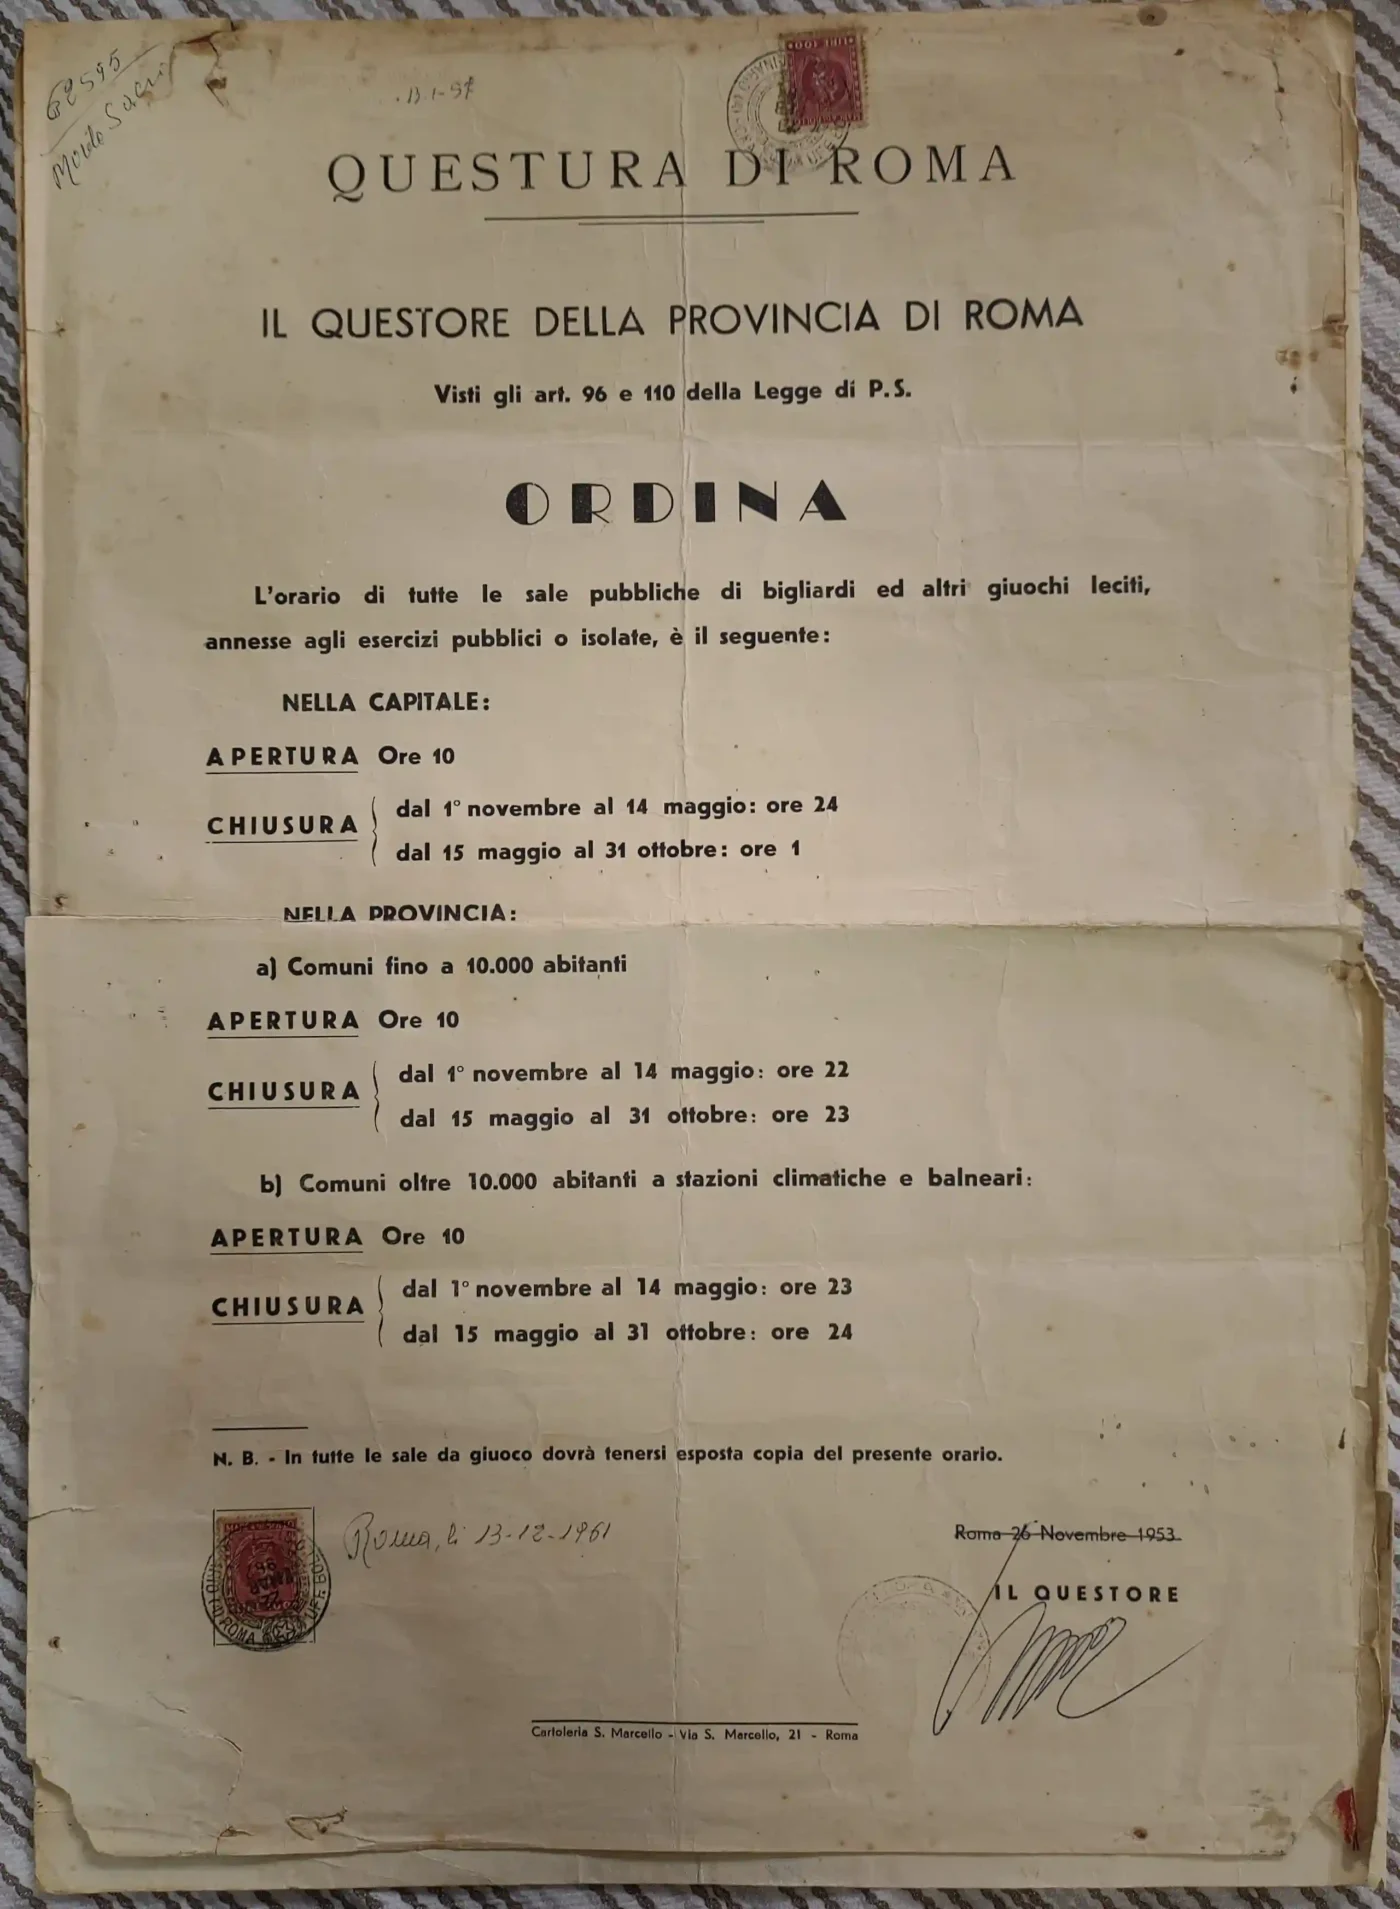 62595
Monte Sacro
13-1-57
LIRE 100
QUESTURA DI ROMA
IL QUESTORE DELLA PROVINCIA DI ROMA
Visti gli art. 96 e 110 della Legge di P.S.
ORDINA
L'orario di tutte le sale pubbliche di bigliardi ed altri giuochi leciti,
annesse agli esercizi pubblici o isolate, è il seguente:
NELLA CAPITALE:
APERTURA Ore 10
CHIUSURA
dal 1° novembre al 14 maggio: ore 24
dal 15 maggio al 31 ottobre: ore 1
NELLA PROVINCIA:
a) Comuni fino a 10.000 abitanti
APERTURA Ore 10
CHIUSURA
dal 1° novembre al 14 maggio: ore 22
dal 15 maggio al 31 ottobre: ore 23
b) Comuni oltre 10.000 abitanti a stazioni climatiche e balneari:
APERTURA Ore 10
CHIUSURA
dal 1° novembre al 14 maggio: ore 23
dal 15 maggio al 31 ottobre: ore 24
N. B. - In tutte le sale da giuoco dovrà tenersi esposta copia del presente orario.
ROMA
Roma, li 13-12-1961
Roma 26 Novembre 1953
IL QUESTORE
Cartoleria S. Marcello - Via S. Marcello, 21 - Roma